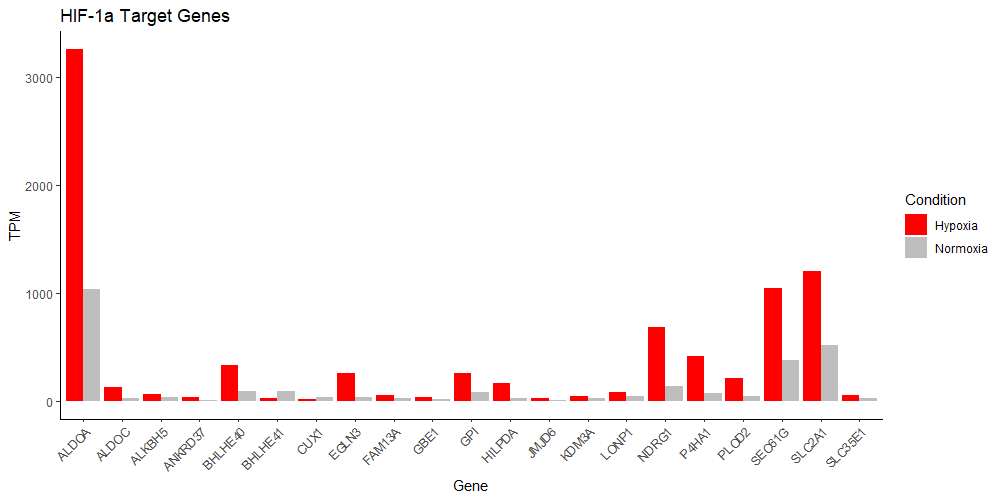 HIF-1a Target Genes
TPM
3000
2000
1000
0
ALDOA
ALDOC
ALKBH5
ANKRD37
BHLHE40
BHLHE41
CUX1
EGLN3
FAM13A
GBE1
GPI
HILPDA
JMJD6
KDM3A
LONP1
NDRG1
P4HA1
PLOD2
SEC61G
SLC2A1
SLC35E1
Gene
Condition
Hypoxia
Normoxia